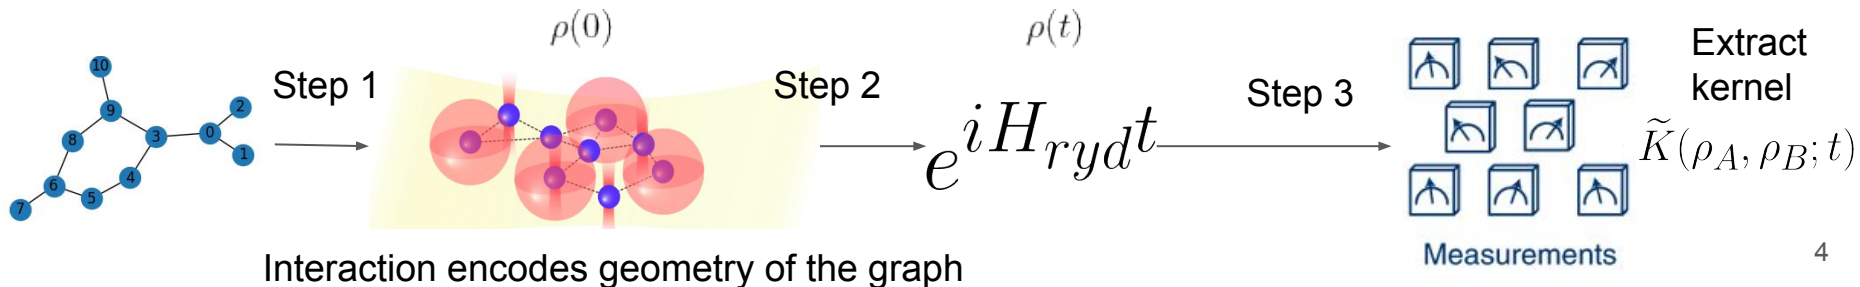 10
9
8
3
0
2
1
4
6
5
7
Step 1
ρ(0)
Interaction encodes geometry of the graph
Step 2
ρ(t)
e^{iH_{ryd}t}
Step 3
Measurements
Extract
kernel
K̃(ρ_A, ρ_B; t)
4